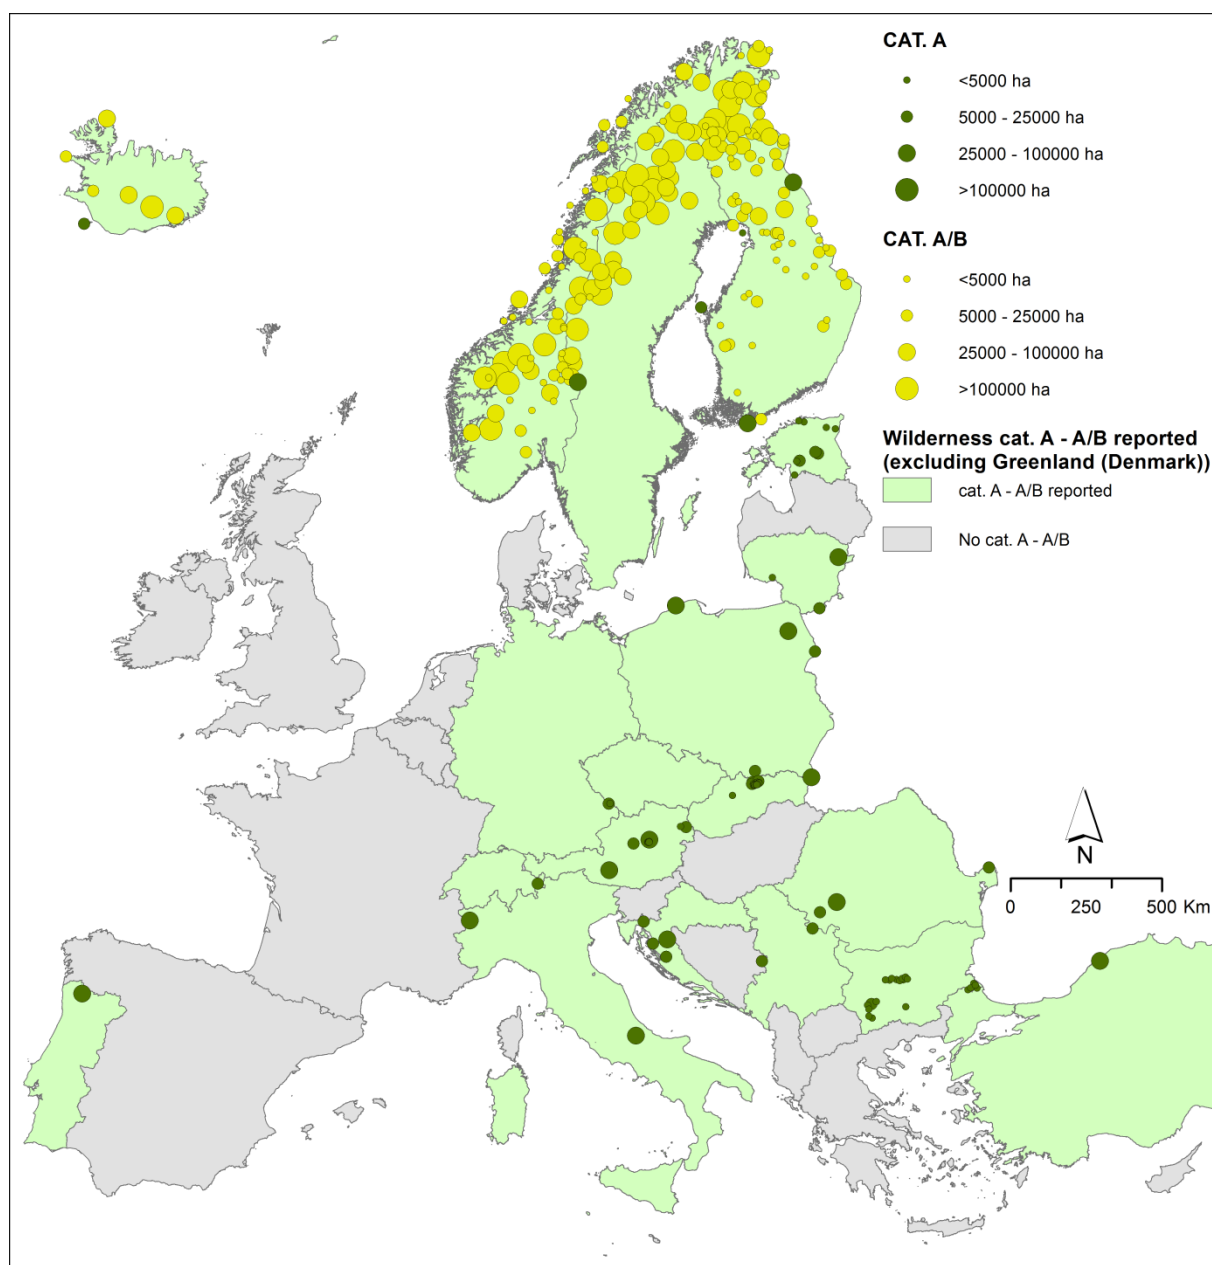 CAT. A
<5000 ha
5000 - 25000 ha
25000 - 100000 ha
>100000 ha
CAT. A/B
<5000 ha
5000 - 25000 ha
25000 - 100000 ha
>100000 ha
Wilderness cat. A - A/B reported
(excluding Greenland (Denmark))
cat. A - A/B reported
No cat. A - A/B
N
0 250 500 Km